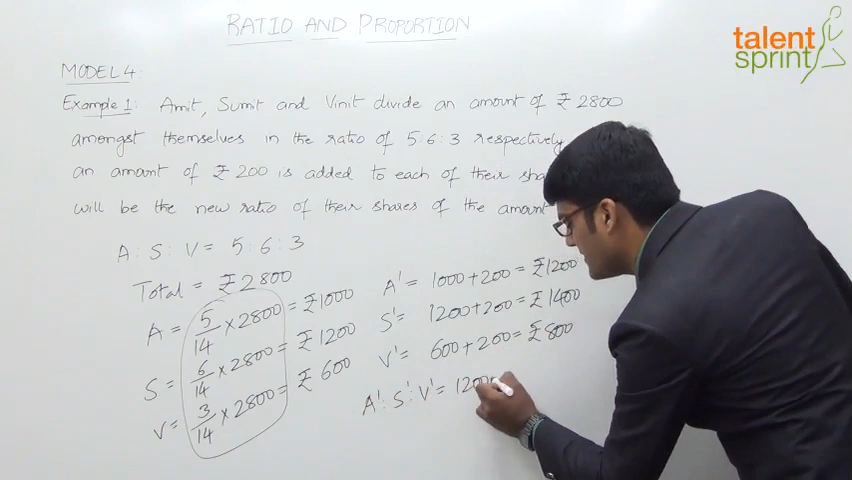 RATIO AND PROPORTION
talent
sprint
MODEL 4:
Example 1: Amit, Sumit and Vinit divide an amount of ₹ 2800
amongst themselves in the ratio of 5:6:3 respectively.
an amount of ₹ 200 is added to each of their
will be the new ratio of their shares of the amount
A : S : V = 5 : 6 : 3
Total = ₹ 2800
A = 5/14 × 2800 = ₹ 1000
S = 6/14 × 2800 = ₹ 1200
V = 3/14 × 2800 = ₹ 600
A' = 1000 + 200 = ₹ 1200
S' = 1200 + 200 = ₹ 1400
V' = 600 + 200 = ₹ 800
A' : S' : V' = 1200